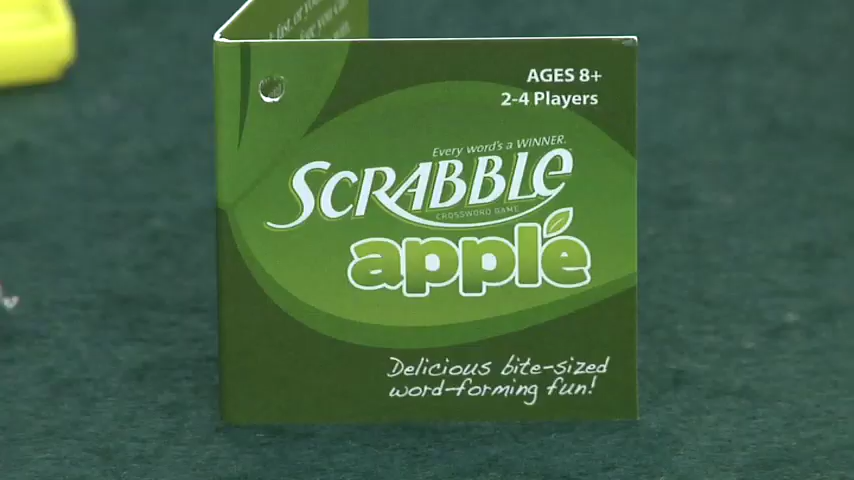 AGES 8+
2-4 Players
Every word's a WINNER.
SCRABBLE
CROSSWORD GAME
apple
Delicious bite-sized
word-forming fun!